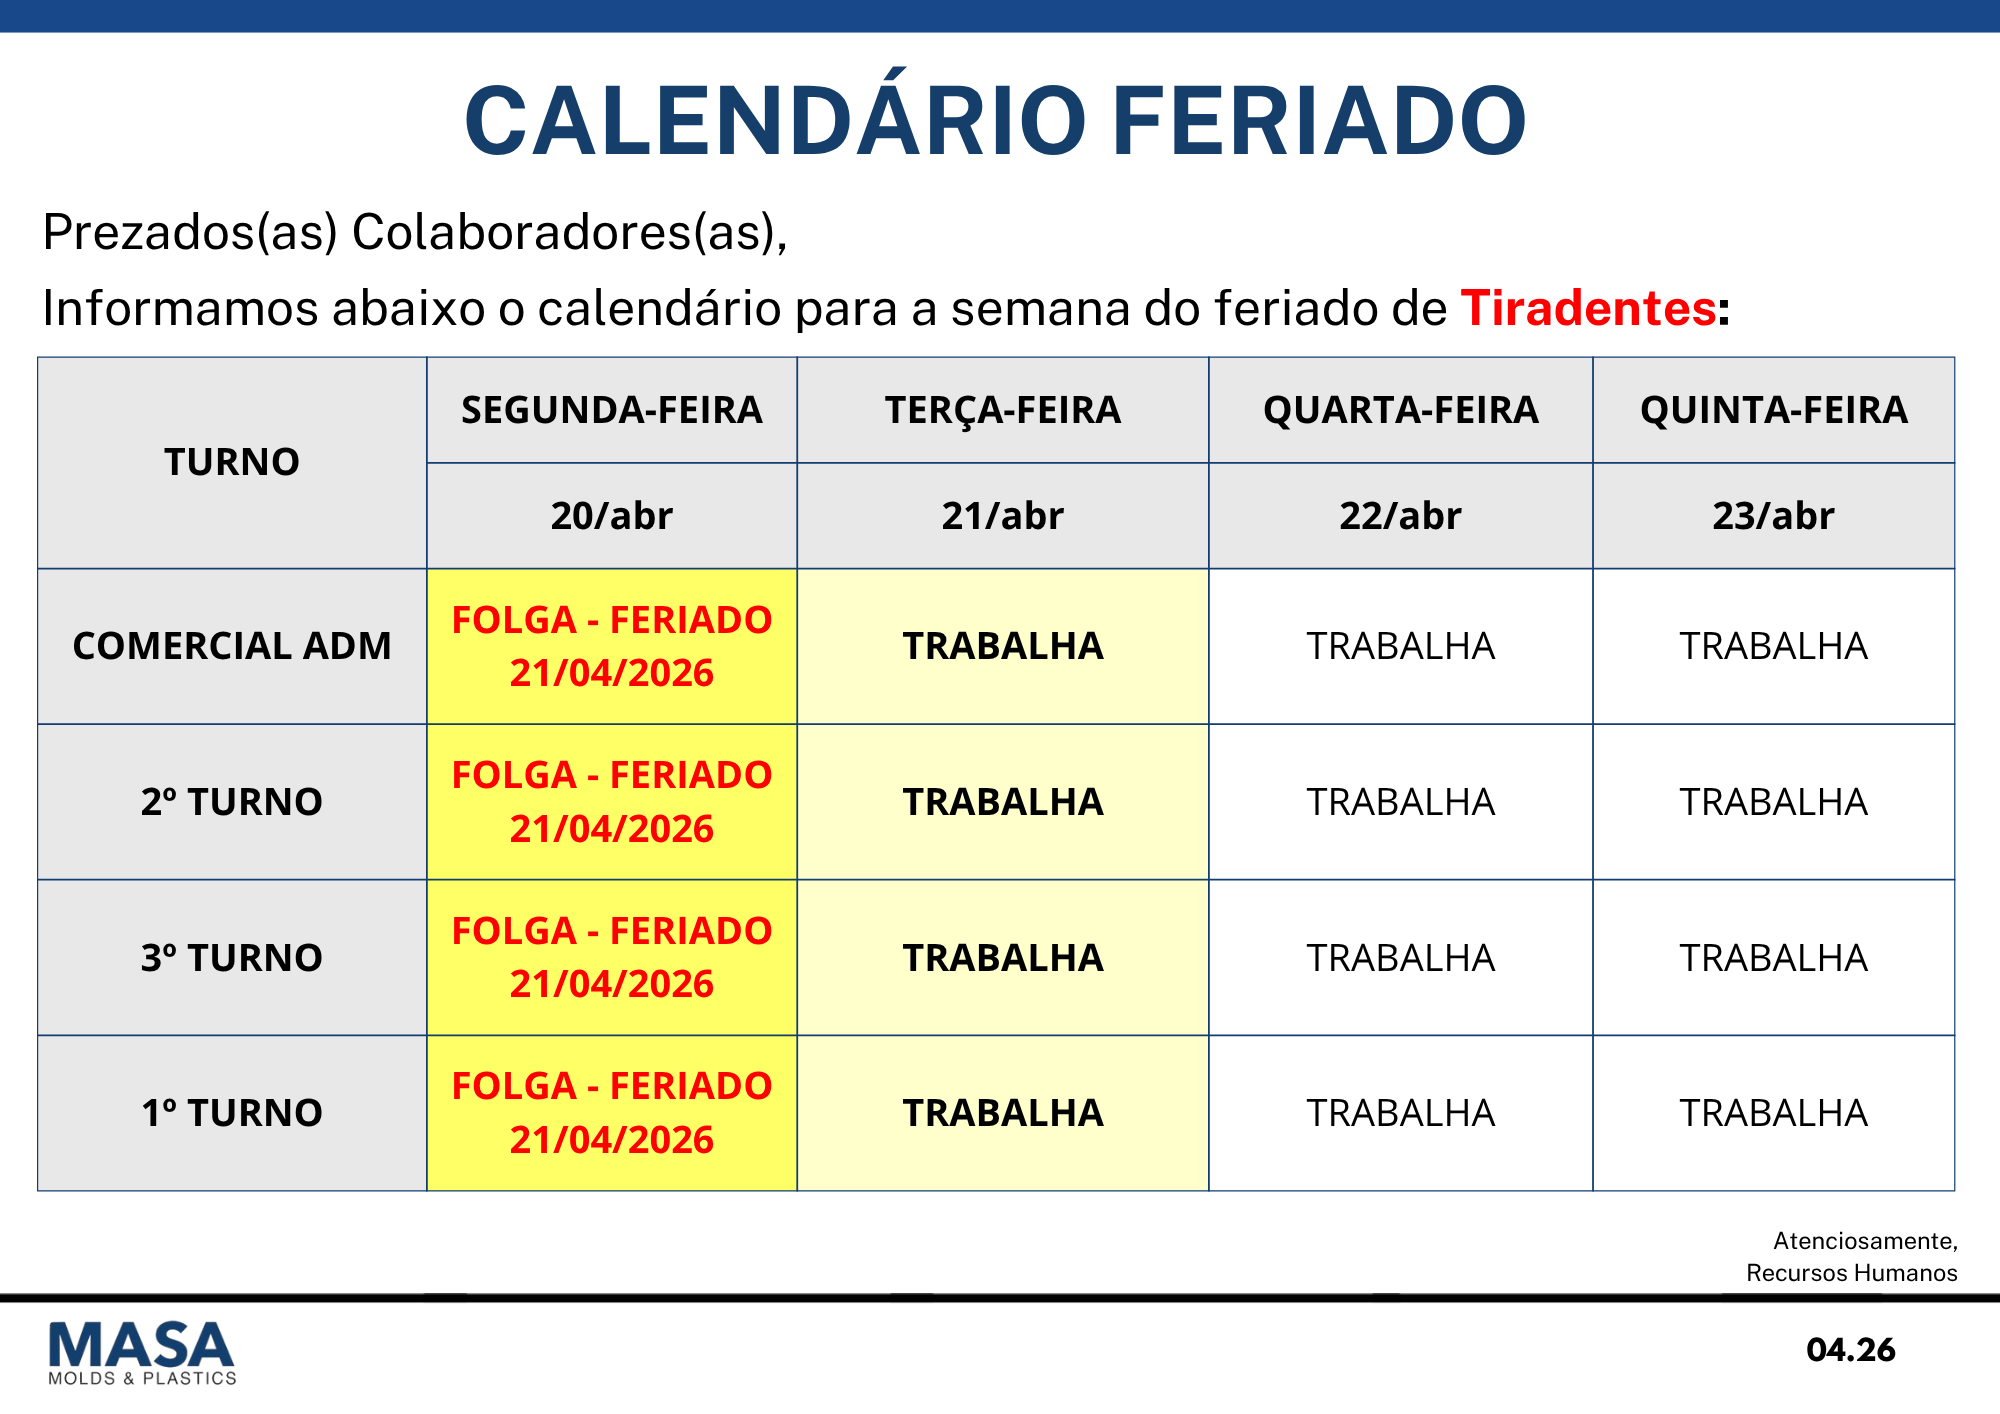 CALENDÁRIO FERIADO
Prezados(as) Colaboradores(as),
Informamos abaixo o calendário para a semana do feriado de Tiradentes:
TURNO
SEGUNDA-FEIRA
TERÇA-FEIRA
QUARTA-FEIRA
QUINTA-FEIRA
20/abr
21/abr
22/abr
23/abr
COMERCIAL ADM
FOLGA - FERIADO
21/04/2026
TRABALHA
TRABALHA
TRABALHA
2º TURNO
FOLGA - FERIADO
21/04/2026
TRABALHA
TRABALHA
TRABALHA
3º TURNO
FOLGA - FERIADO
21/04/2026
TRABALHA
TRABALHA
TRABALHA
1º TURNO
FOLGA - FERIADO
21/04/2026
TRABALHA
TRABALHA
TRABALHA
Atenciosamente,
Recursos Humanos
MASA
MOLDS & PLASTICS
04.26